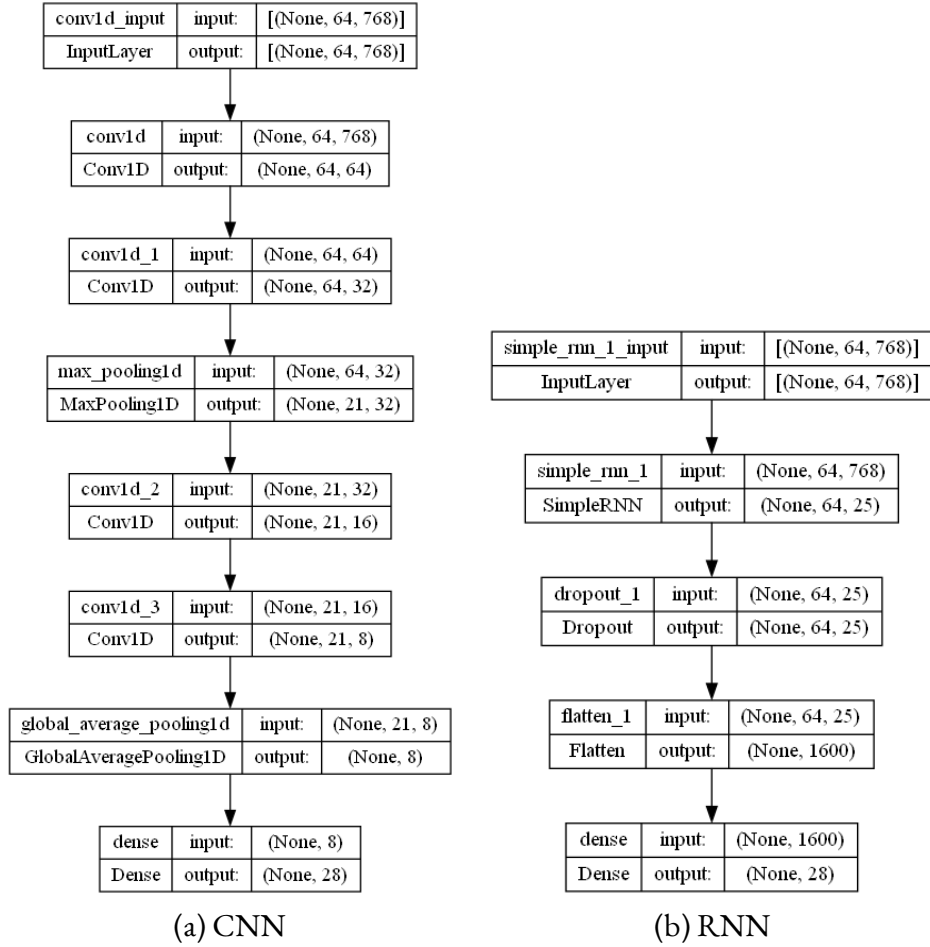 conv1d_input input: [(None, 64, 768)]
InputLayer output: [(None, 64, 768)]
conv1d input: (None, 64, 768)
Conv1D output: (None, 64, 64)
conv1d_1 input: (None, 64, 64)
Conv1D output: (None, 64, 32)
max_pooling1d input: (None, 64, 32)
MaxPooling1D output: (None, 21, 32)
conv1d_2 input: (None, 21, 32)
Conv1D output: (None, 21, 16)
conv1d_3 input: (None, 21, 16)
Conv1D output: (None, 21, 8)
global_average_pooling1d input: (None, 21, 8)
GlobalAveragePooling1D output: (None, 8)
dense input: (None, 8)
Dense output: (None, 28)
(a) CNN
simple_rnn_1_input input: [(None, 64, 768)]
InputLayer output: [(None, 64, 768)]
simple_rnn_1 input: (None, 64, 768)
SimpleRNN output: (None, 64, 25)
dropout_1 input: (None, 64, 25)
Dropout output: (None, 64, 25)
flatten_1 input: (None, 64, 25)
Flatten output: (None, 1600)
dense input: (None, 1600)
Dense output: (None, 28)
(b) RNN